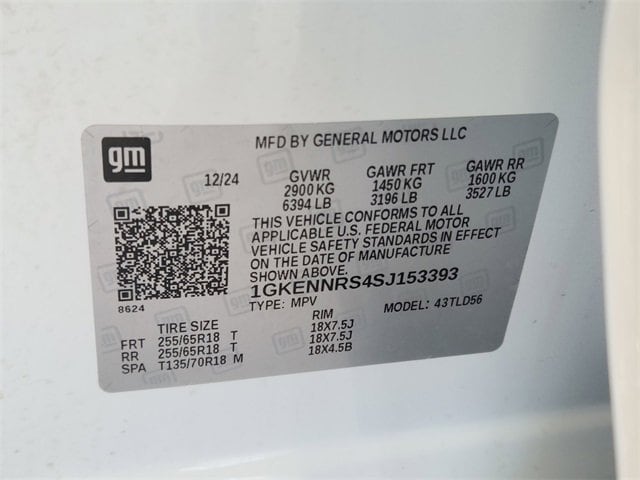 gm
MFD BY GENERAL MOTORS LLC
12/24 GVWR GAWR FRT GAWR RR
2900 KG 1450 KG 1600 KG
6394 LB 3196 LB 3527 LB
THIS VEHICLE CONFORMS TO ALL
APPLICABLE U.S. FEDERAL MOTOR
VEHICLE SAFETY STANDARDS IN EFFECT
ON THE DATE OF MANUFACTURE
SHOWN ABOVE.
1GKENNRS4SJ153393
8624
TYPE: MPV MODEL: 43TLD56
TIRE SIZE RIM
FRT 255/65R18 T 18X7.5J
RR 255/65R18 T 18X7.5J
SPA T135/70R18 M 18X4.5B